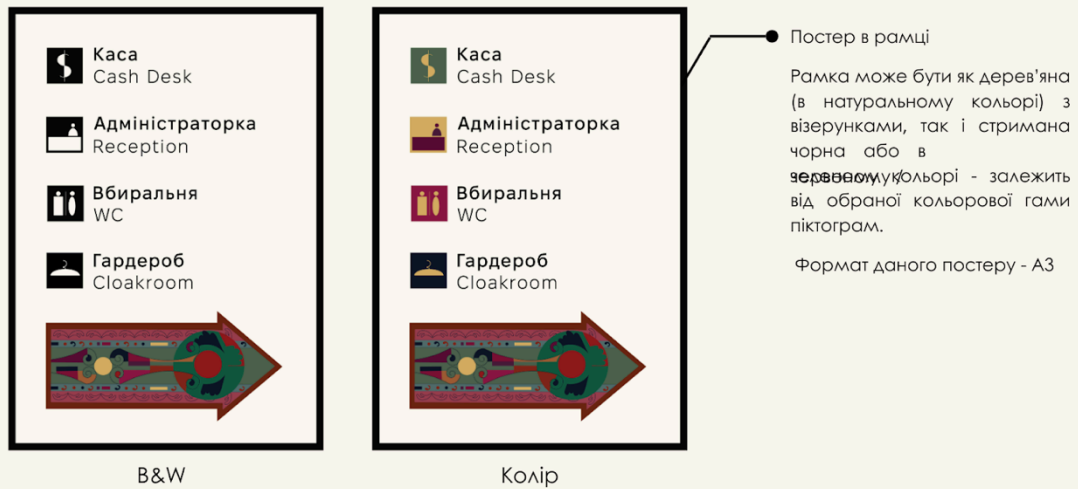 Каса
Cash Desk
Адміністраторка
Reception
Вбиральня
WC
Гардероб
Cloakroom
B&W
Каса
Cash Desk
Адміністраторка
Reception
Вбиральня
WC
Гардероб
Cloakroom
Колір
Постер в рамці
Рамка може бути як дерев’яна
(в натуральному кольорі) з
візерунками, так і стримана
чорна або в
кольорі - залежить
від обраної кольорової гами
піктограм.
Формат даного постеру - А3